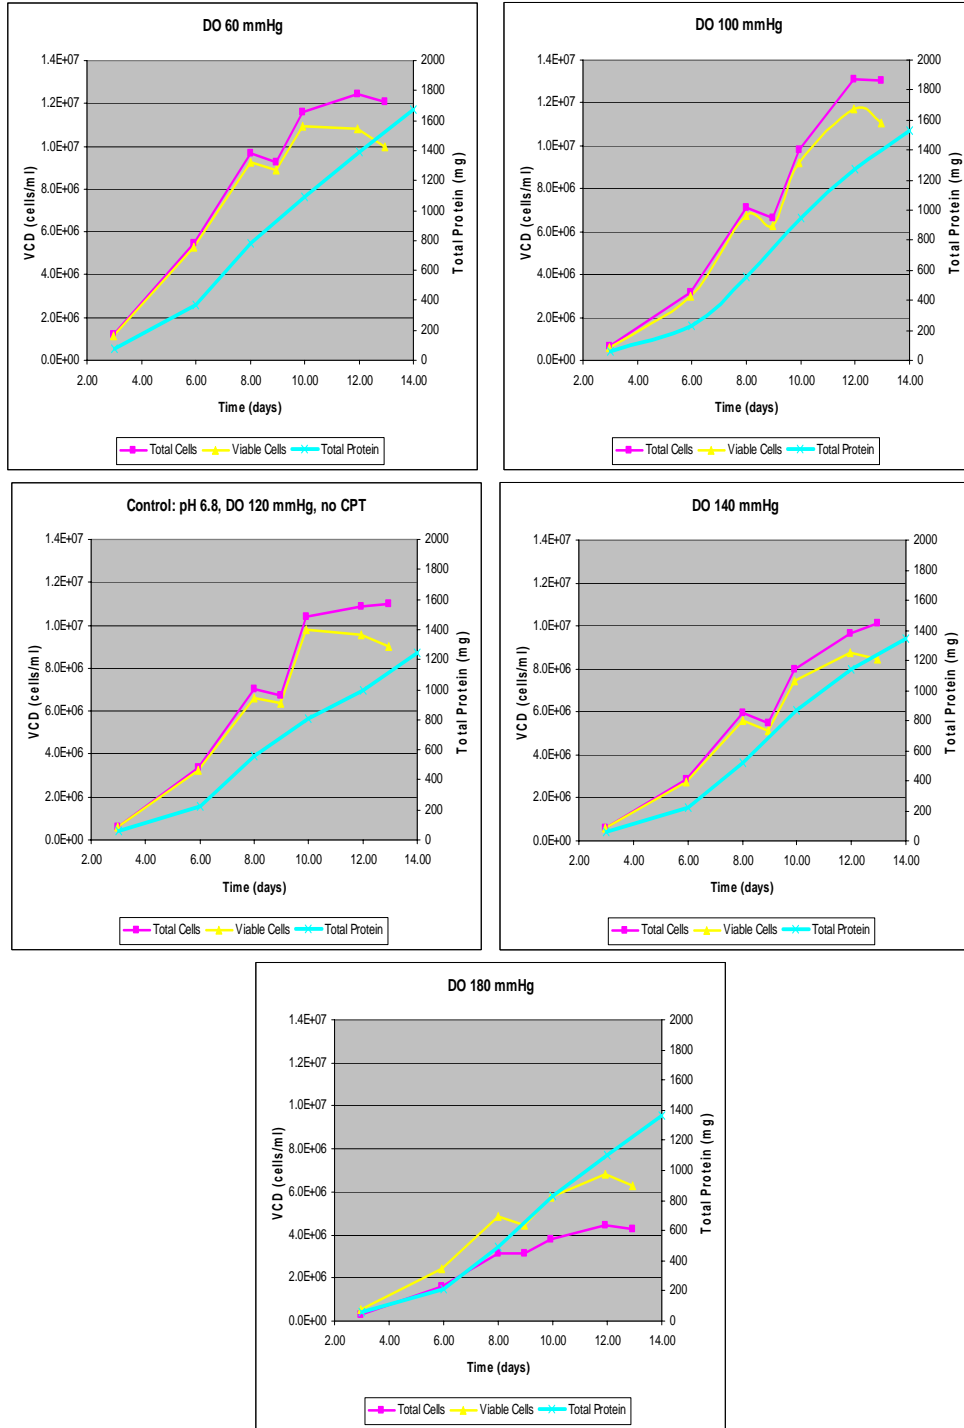 DO 60 mmHg
1.4E+07
1.2E+07
1.0E+07
8.0E+06
6.0E+06
4.0E+06
2.0E+06
0.0E+00
VCD (cells/ml)
2000
1800
1600
1400
1200
1000
800
600
400
200
0
Total Protein (mg)
2.00 4.00 6.00 8.00 10.00 12.00 14.00
Time (days)
Total Cells Viable Cells Total Protein
DO 100 mmHg
1.4E+07
1.2E+07
1.0E+07
8.0E+06
6.0E+06
4.0E+06
2.0E+06
0.0E+00
VCD (cells/ml)
2000
1800
1600
1400
1200
1000
800
600
400
200
0
Total Protein (mg)
2.00 4.00 6.00 8.00 10.00 12.00 14.00
Time (days)
Total Cells Viable Cells Total Protein
Control: pH 6.8, DO 120 mmHg, no CPT
1.4E+07
1.2E+07
1.0E+07
8.0E+06
6.0E+06
4.0E+06
2.0E+06
0.0E+00
VCD (cells/ml)
2000
1800
1600
1400
1200
1000
800
600
400
200
0
Total Protein (mg)
2.00 4.00 6.00 8.00 10.00 12.00 14.00
Time (days)
Total Cells Viable Cells Total Protein
DO 140 mmHg
1.4E+07
1.2E+07
1.0E+07
8.0E+06
6.0E+06
4.0E+06
2.0E+06
0.0E+00
VCD (cells/ml)
2000
1800
1600
1400
1200
1000
800
600
400
200
0
Total Protein (mg)
2.00 4.00 6.00 8.00 10.00 12.00 14.00
Time (days)
Total Cells Viable Cells Total Protein
DO 180 mmHg
1.4E+07
1.2E+07
1.0E+07
8.0E+06
6.0E+06
4.0E+06
2.0E+06
0.0E+00
VCD (cells/ml)
2000
1800
1600
1400
1200
1000
800
600
400
200
0
Total Protein (mg)
2.00 4.00 6.00 8.00 10.00 12.00 14.00
Time (days)
Total Cells Viable Cells Total Protein